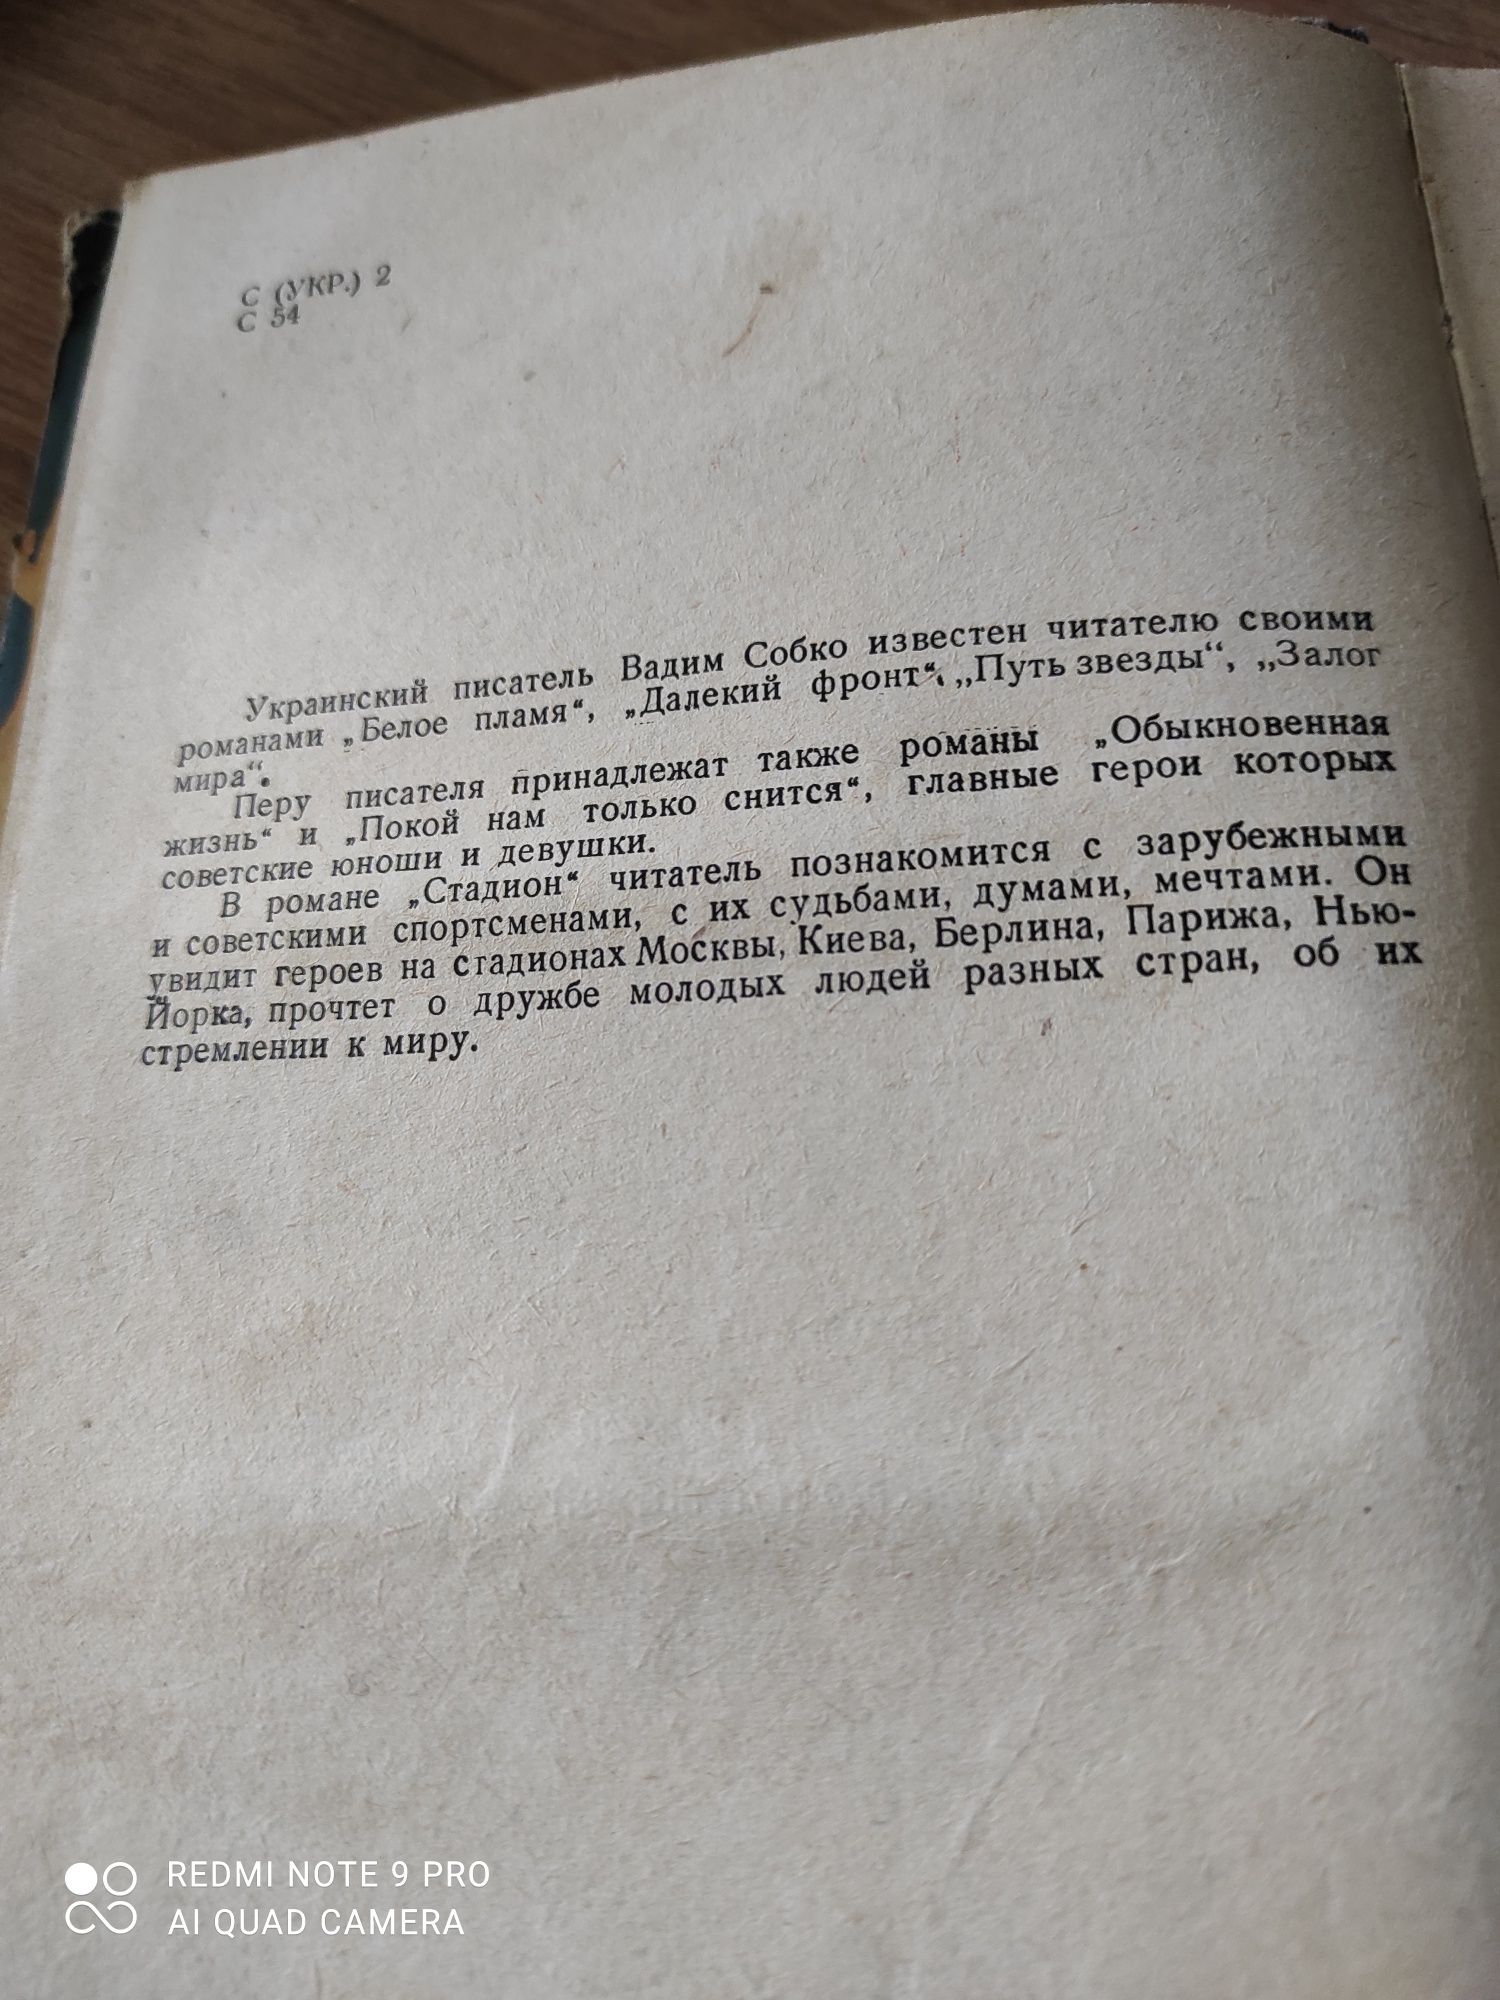 С (УКР.) 2
С 54
Украинский писатель Вадим Собко известен читателю своими
романами „Белое пламя“, „Далекий фронт“, „Путь звезды“, „Залог
мира“.
Перу писателя принадлежат также романы „Обыкновенная
жизнь“ и „Покой нам только снится“, главные герои которых
советские юноши и девушки.
В романе „Стадион“ читатель познакомится с зарубежными
и советскими спортсменами, с их судьбами, думами, мечтами. Он
увидит героев на стадионах Москвы, Киева, Берлина, Парижа, Нью-
Йорка, прочтет о дружбе молодых людей разных стран, об их
стремлении к миру.
REDMI NOTE 9 PRO
AI QUAD CAMERA